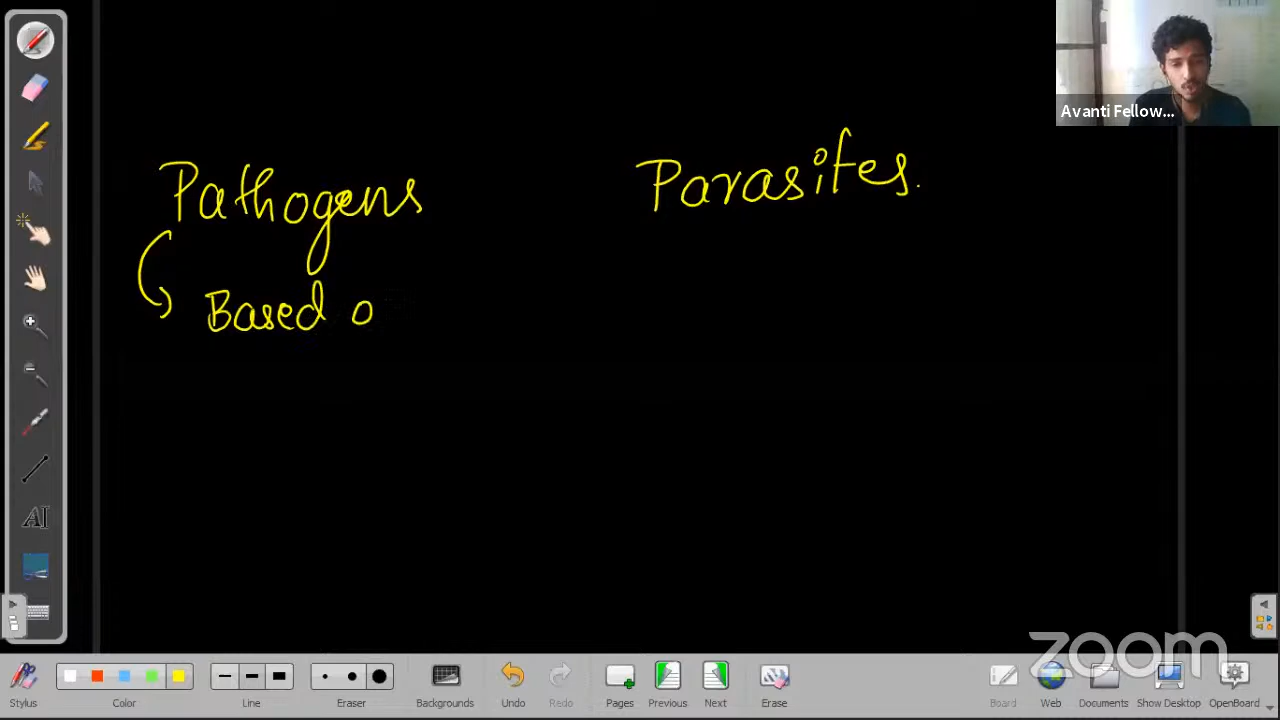 Avanti Fellow...
Pathogens
Parasites.
Based o
AI
zoom
Stylus
Color
Line
Eraser
Backgrounds
Undo
Redo
Pages
Previous
Next
Erase
Board
Web
Documents
Show Desktop
OpenBoard